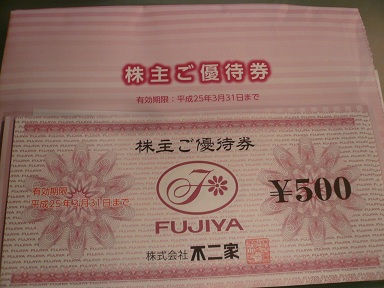 株主ご優待券
有効期限:平成25年3月31日まで
株主ご優待券
有効期限:
平成25年3月31日まで
F
¥500
FUJIYA
株式会社 不二家